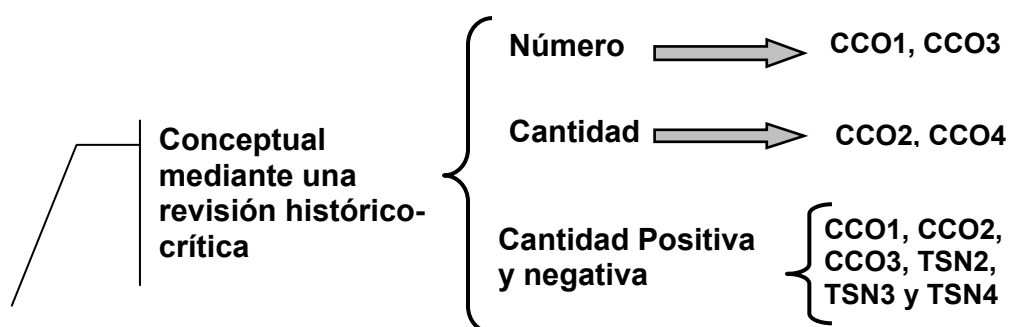 Número
CCO1, CCO3
Conceptual
mediante una
revisión histórico-
crítica
Cantidad
CCO2, CCO4
Cantidad Positiva
y negativa
CCO1, CCO2,
CCO3, TSN2,
TSN3 y TSN4